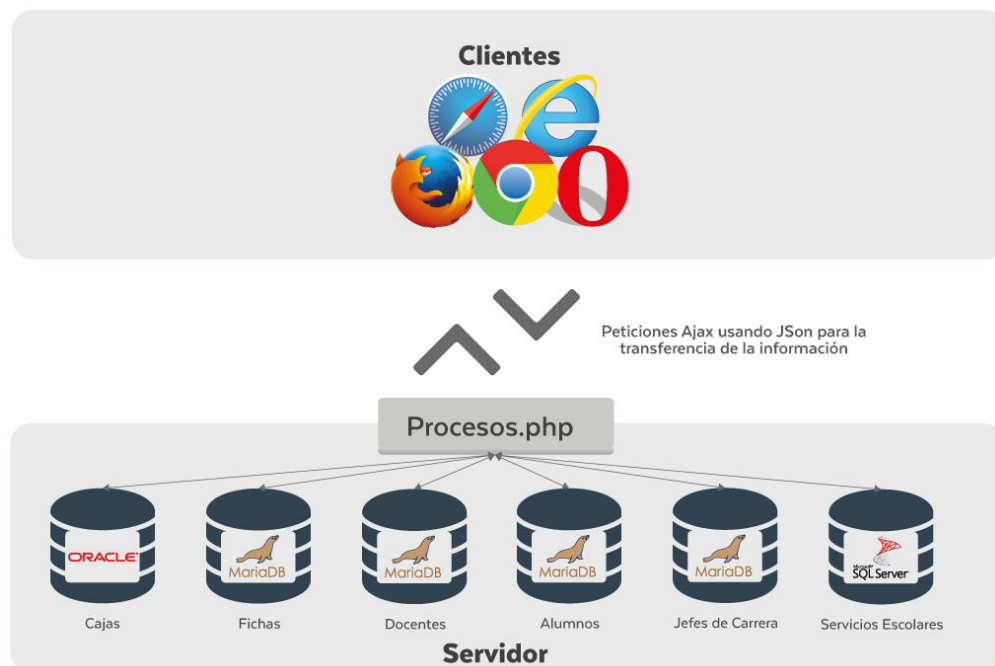 Clientes
Peticiones Ajax usando JSon para la
transferencia de la información
Procesos.php
ORACLE
MariaDB
MariaDB
MariaDB
MariaDB
Microsoft
SQL Server
Cajas
Fichas
Docentes
Alumnos
Jefes de Carrera
Servicios Escolares
Servidor